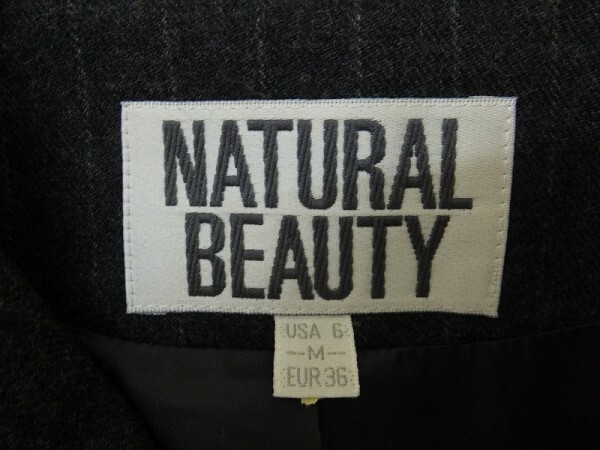 NATURAL
BEAUTY
USA 6
-M-
EUR 36